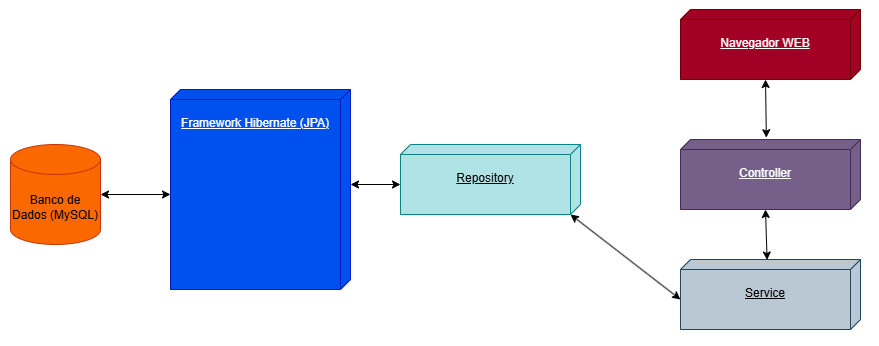 Navegador WEB
Framework Hibernate (JPA)
Repository
Controller
Banco de
Dados (MySQL)
Service